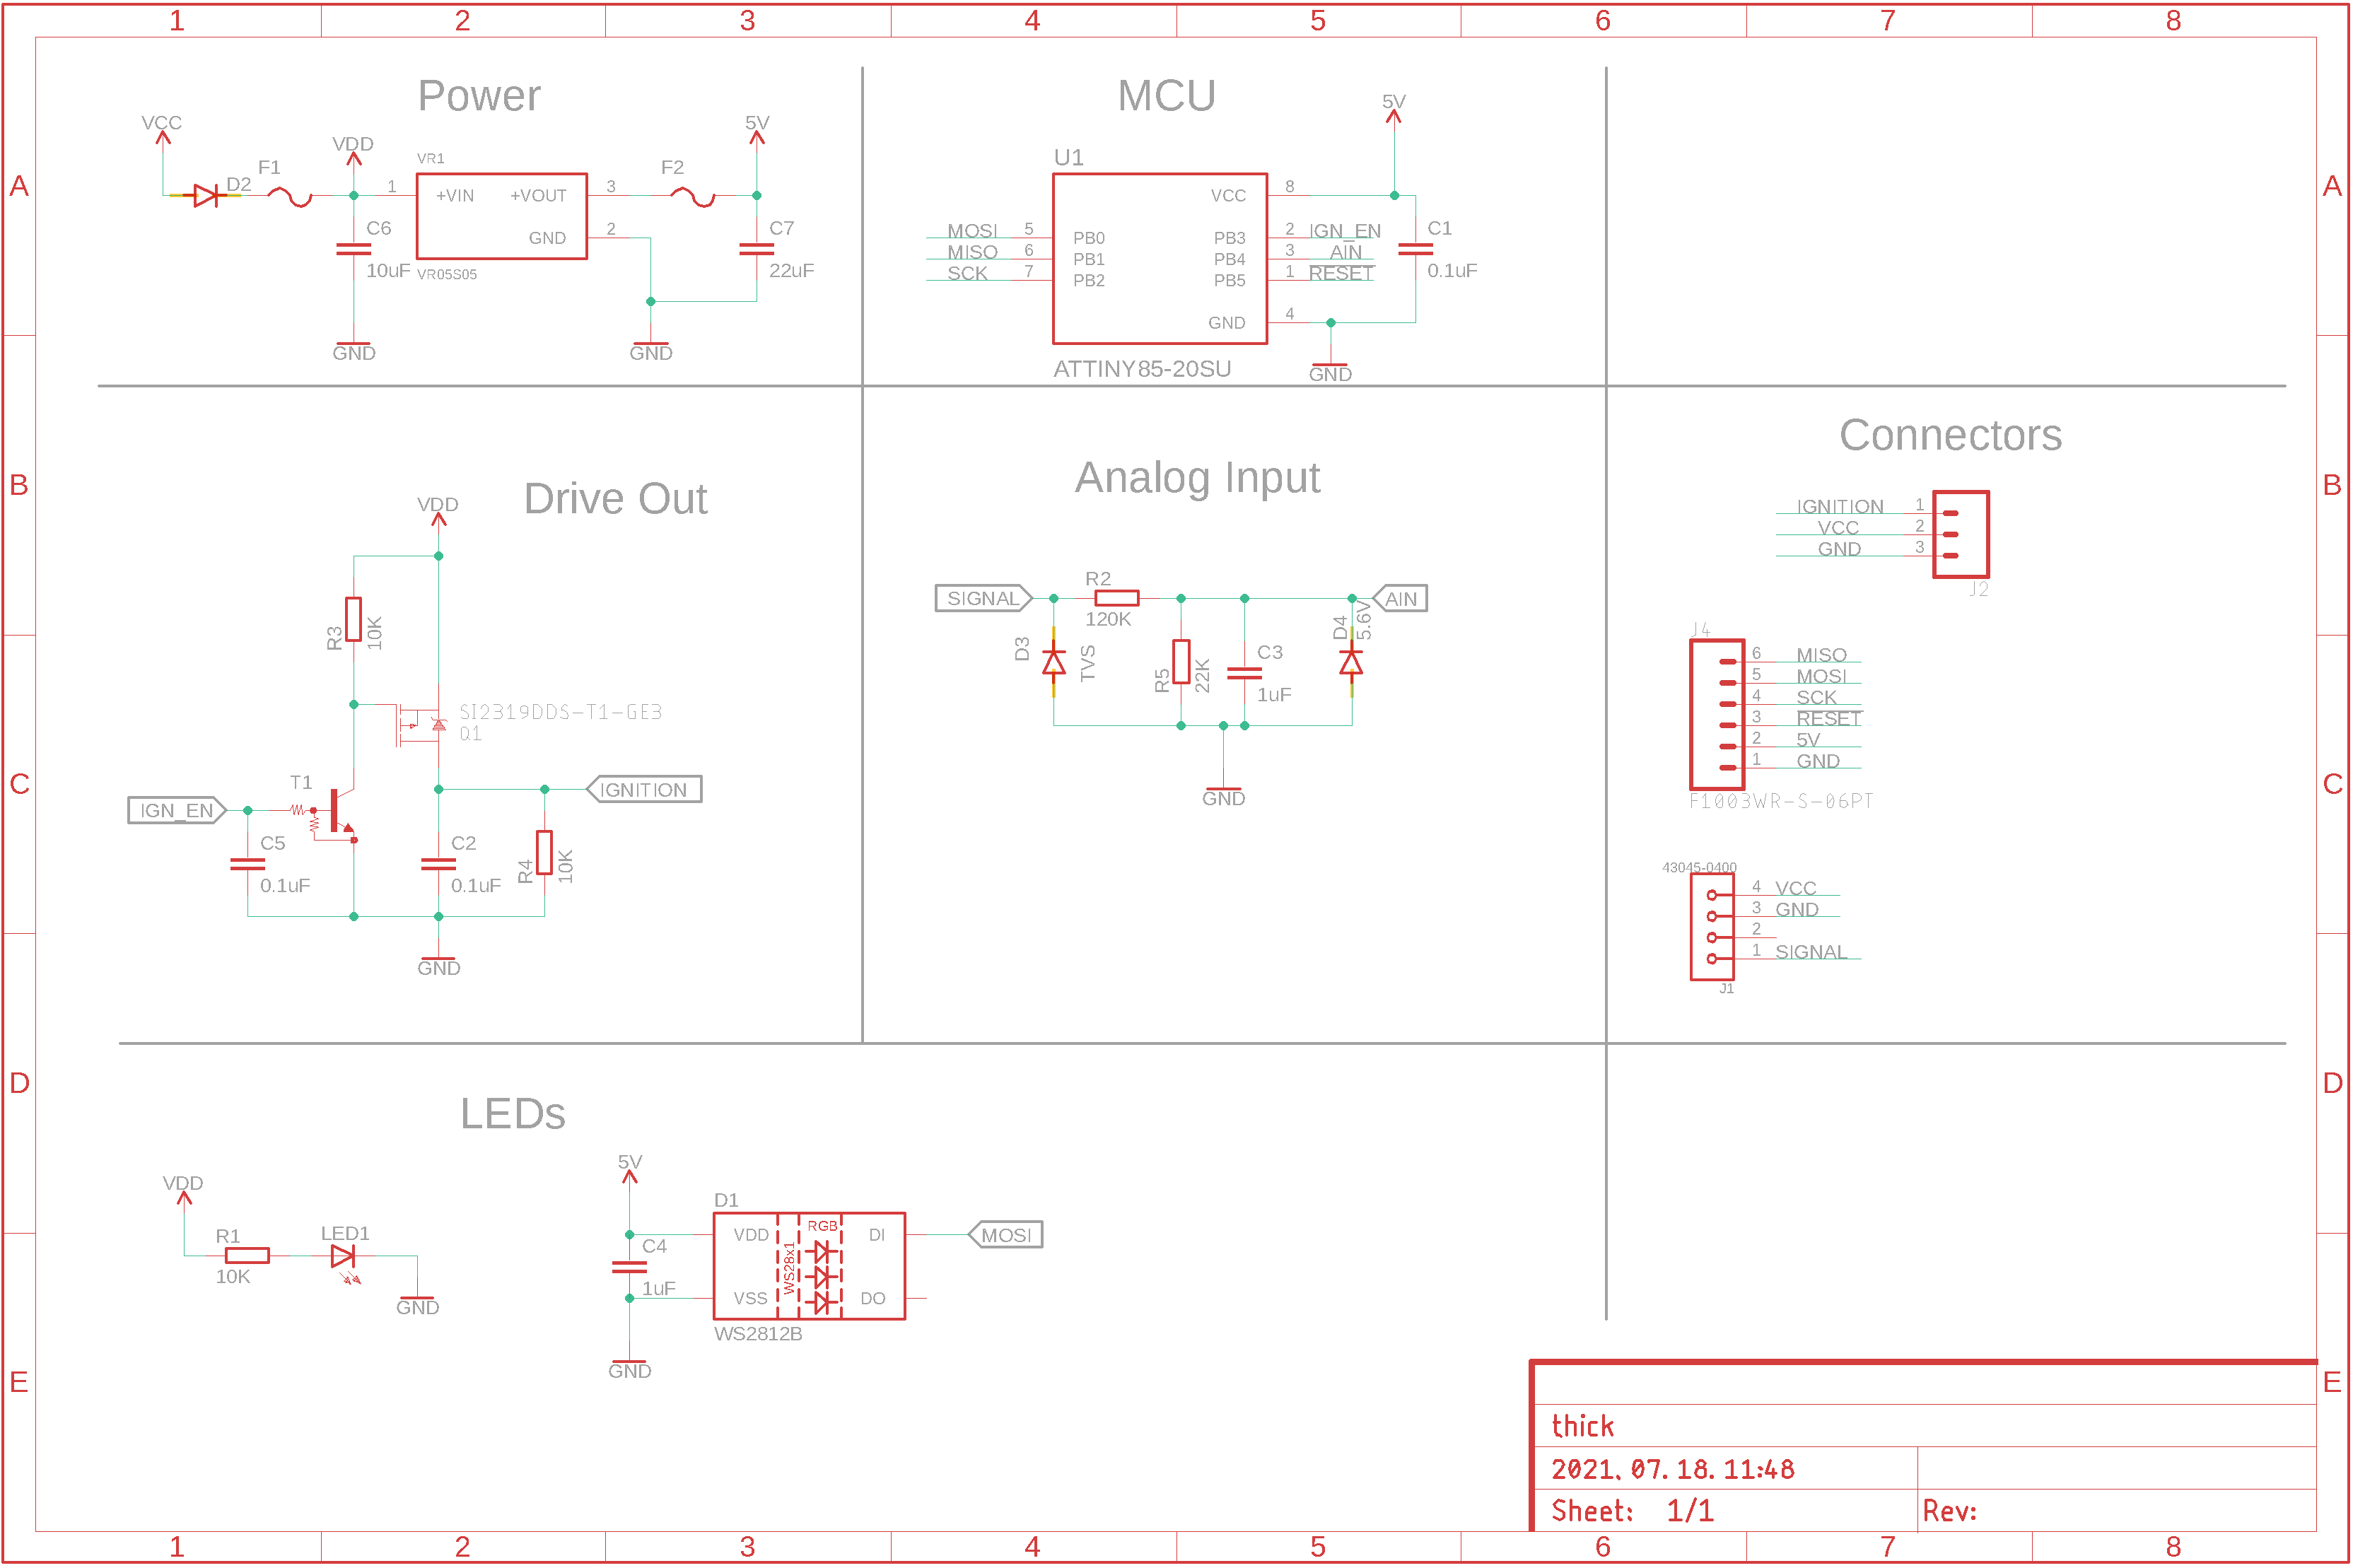 1 2 3 4 5 6 7 8
A A
B B
C C
D D
E E
Power
VCC
D2
F1
VDD
VR1
1
+VIN
+VOUT
GND
3
2
VR05S05
F2
5V
C6
10uF
C7
22uF
GND
GND
MCU
5V
U1
VCC
8
MOSI 5 PB0
MISO 6 PB1
SCK 7 PB2
PB3 2 IGN_EN
PB4 3 AIN
PB5 1 RESET
GND 4
C1
0.1uF
ATTINY85-20SU
GND
Drive Out
VDD
R3
10K
SI2319DDS-T1-GE3
Q1
T1
IGN_EN
IGNITION
C5
0.1uF
C2
0.1uF
R4
10K
GND
Analog Input
SIGNAL
R2
120K
AIN
D3
TVS
R5
22K
C3
1uF
D4
5.6V
GND
Connectors
IGNITION 1
VCC 2
GND 3
J2
J4
6 MISO
5 MOSI
4 SCK
3 RESET
2 5V
1 GND
F1003WR-S-06PT
43045-0400
4 VCC
3 GND
2
1 SIGNAL
J1
LEDs
VDD
R1
10K
LED1
GND
5V
C4
1uF
D1
VDD
VSS
WS28x1
RGB
DI
DO
MOSI
WS2812B
GND
thick
2021. 07. 18. 11:48
Sheet: 1/1
Rev:
1 2 3 4 5 6 7 8